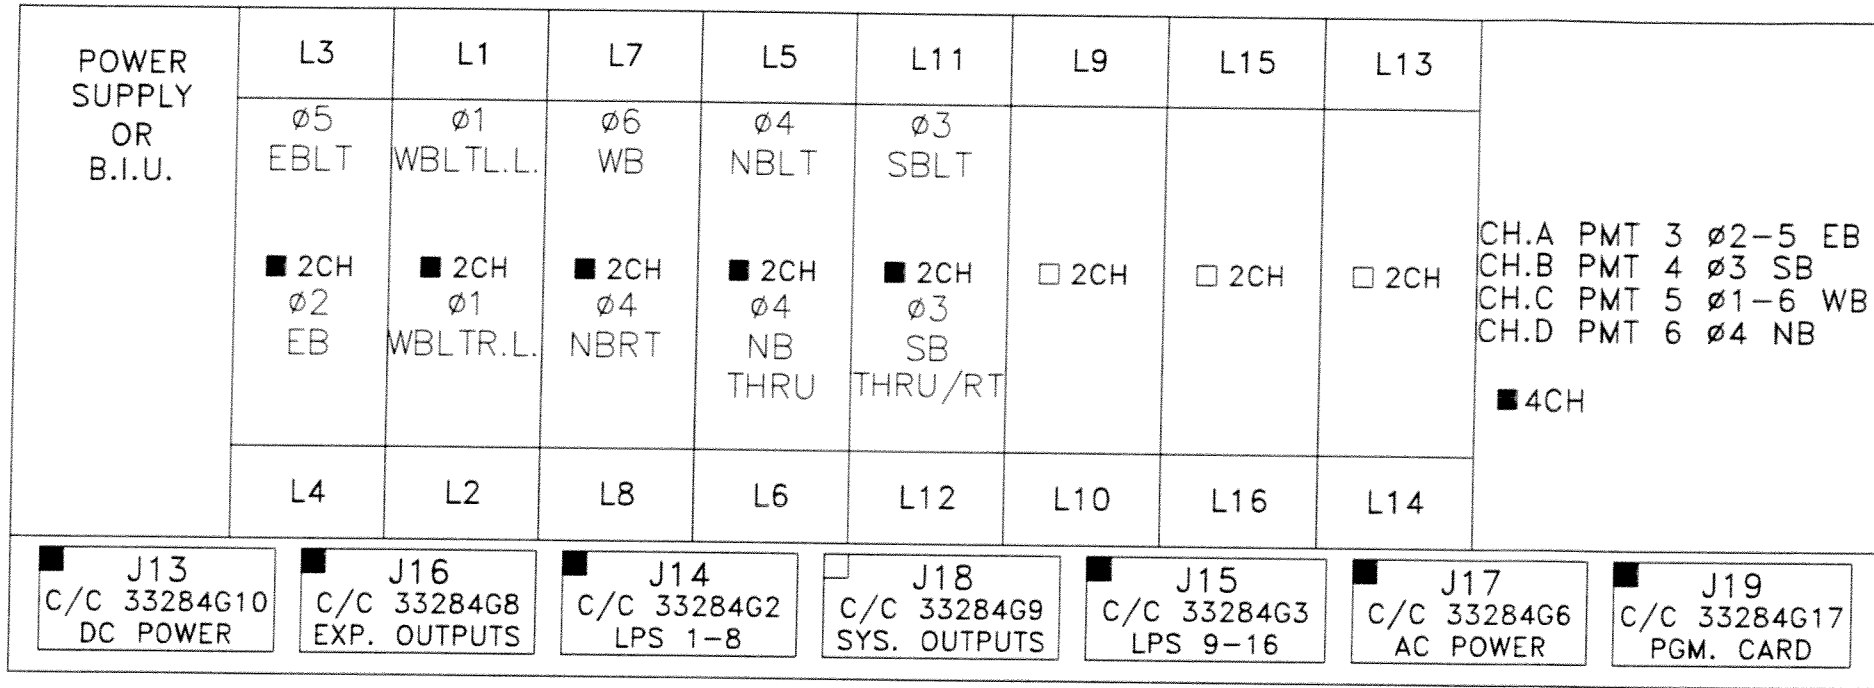 POWER
SUPPLY
OR
B.I.U.
L3
L1
L7
L5
L11
L9
L15
L13
ø5
EBLT
ø1
WBLTL.L.
ø6
WB
ø4
NBLT
ø3
SBLT
■ 2CH
■ 2CH
■ 2CH
■ 2CH
■ 2CH
□ 2CH
□ 2CH
□ 2CH
ø2
EB
ø1
WBLTR.L.
ø4
NBRT
ø4
NB
THRU
ø3
SB
THRU/RT
CH.A PMT 3 ø2-5 EB
CH.B PMT 4 ø3 SB
CH.C PMT 5 ø1-6 WB
CH.D PMT 6 ø4 NB
■ 4CH
L4
L2
L8
L6
L12
L10
L16
L14
J13
C/C 33284G10
DC POWER
J16
C/C 33284G8
EXP. OUTPUTS
J14
C/C 33284G2
LPS 1-8
J18
C/C 33284G9
SYS. OUTPUTS
J15
C/C 33284G3
LPS 9-16
J17
C/C 33284G6
AC POWER
J19
C/C 33284G17
PGM. CARD